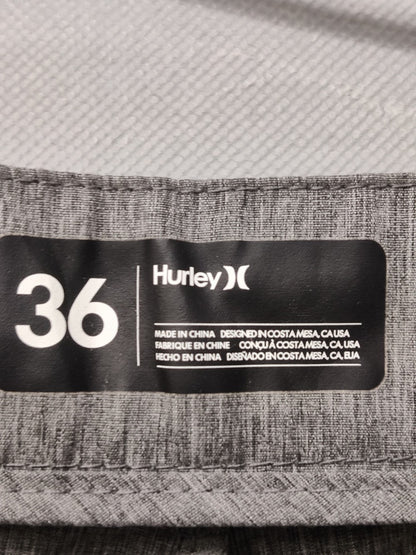 36
Hurley
MADE IN CHINA DESIGNED IN COSTA MESA, CA USA
FABRIQUE EN CHINE CONÇU À COSTA MESA, CA, USA
HECHO EN CHINA DISEÑADO EN COSTA MESA, CA, EUA